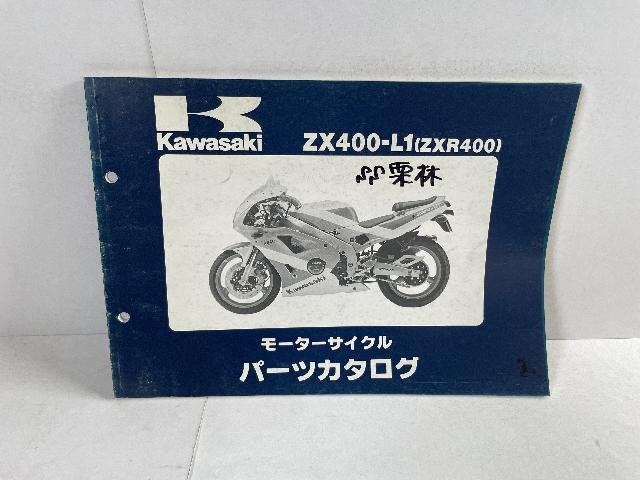 Kawasaki
ZX400-L1(ZXR400)
栗林
Kawasaki
モーターサイクル
パーツカタログ